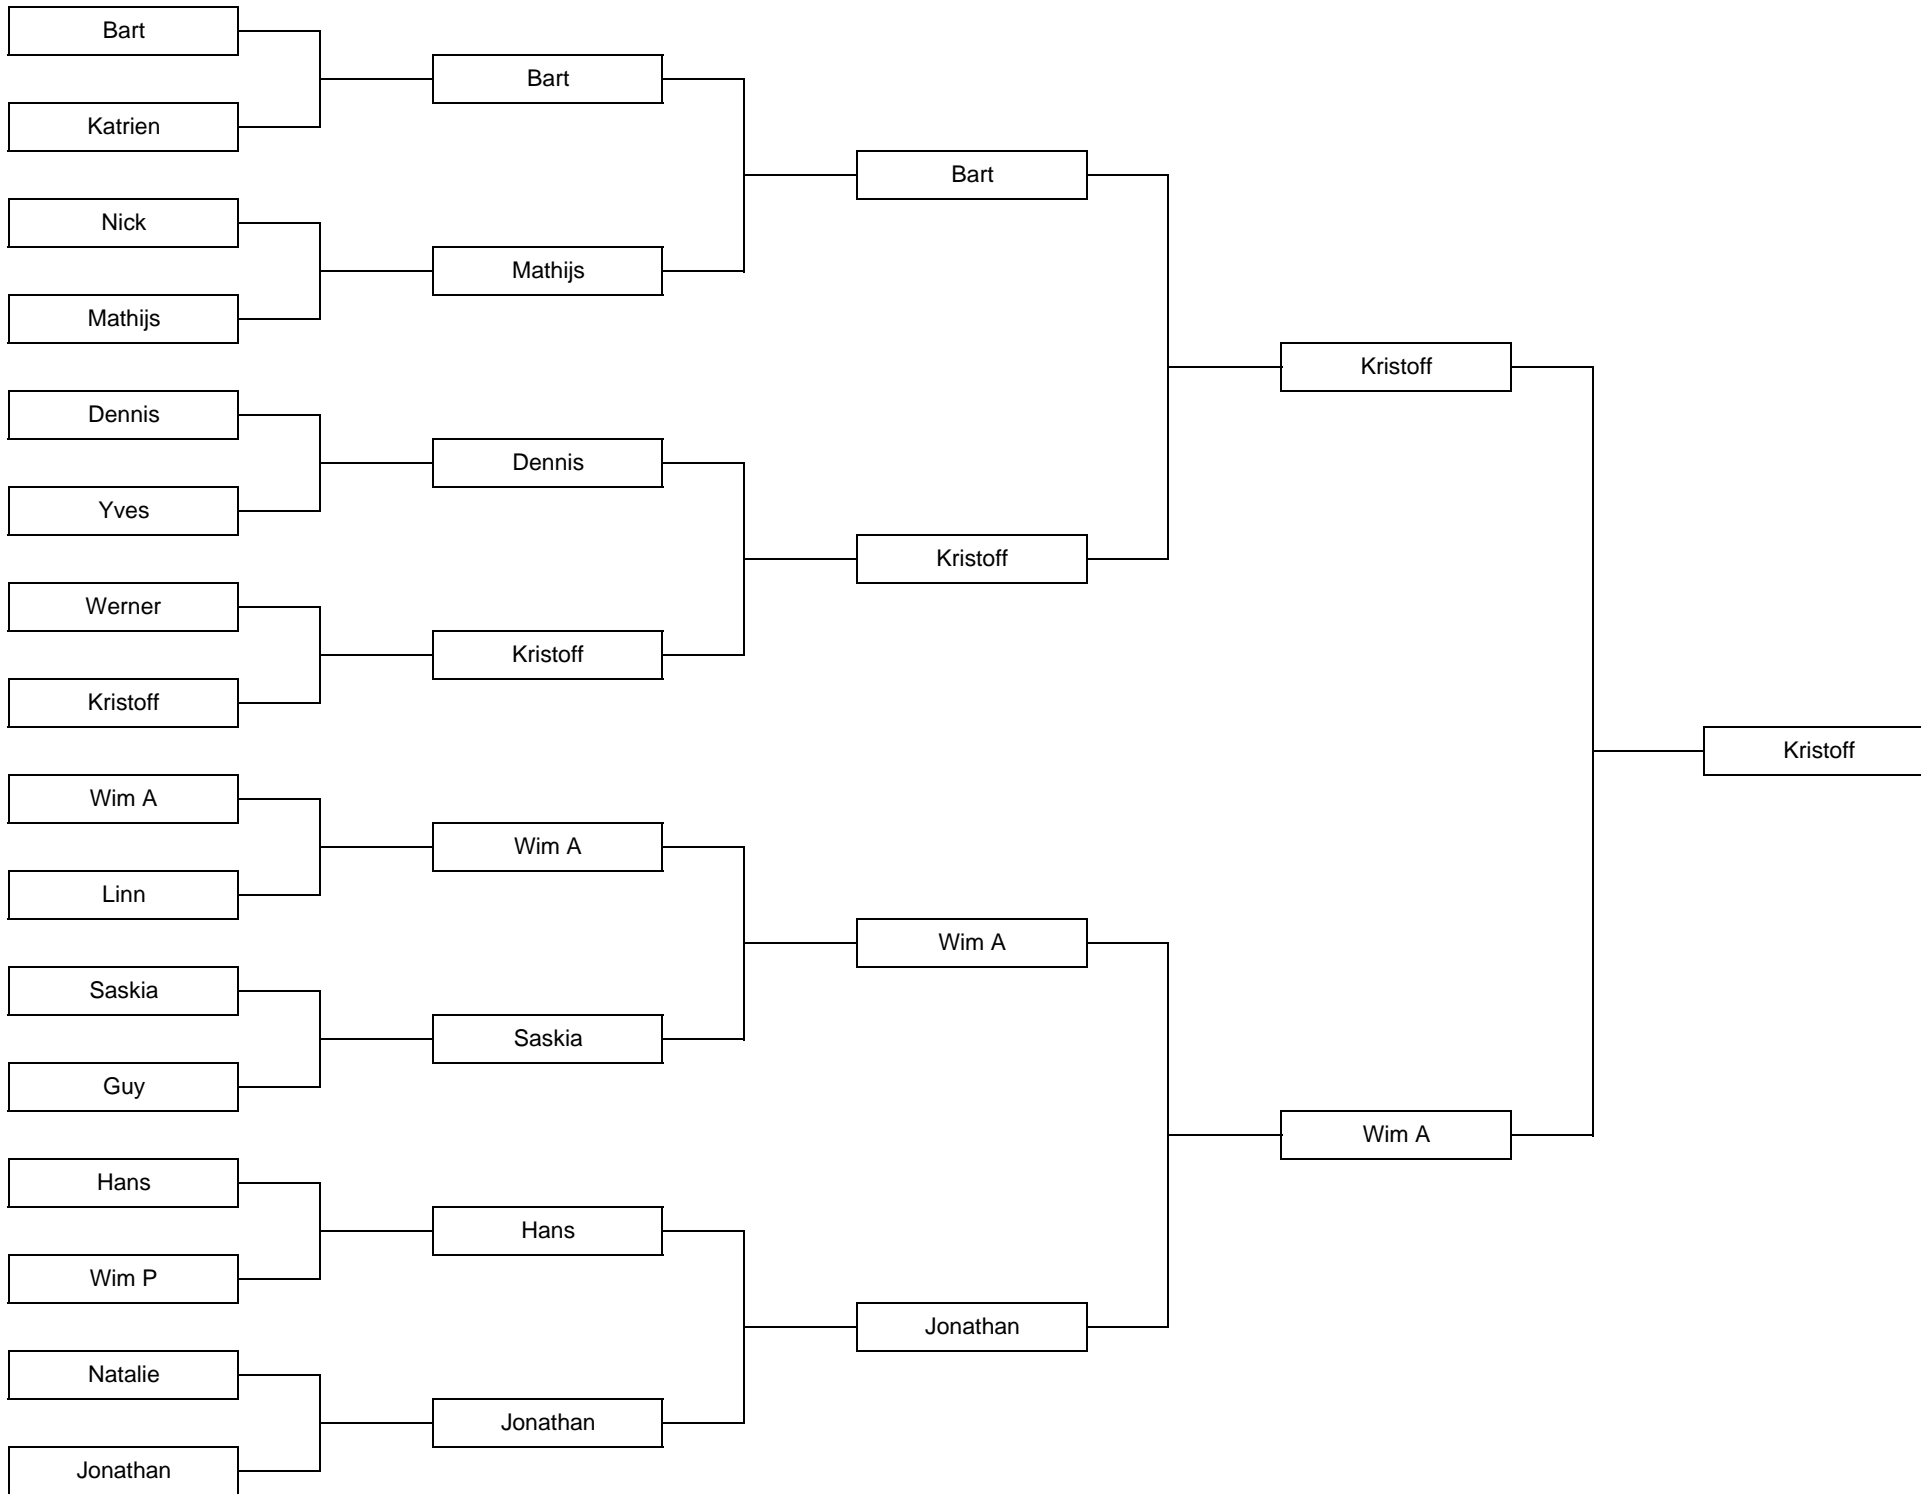 Bart
Katrien
Nick
Mathijs
Dennis
Yves
Werner
Kristoff
Wim A
Linn
Saskia
Guy
Hans
Wim P
Natalie
Jonathan
Bart
Mathijs
Dennis
Kristoff
Wim A
Saskia
Hans
Jonathan
Bart
Kristoff
Wim A
Jonathan
Kristoff
Wim A
Kristoff